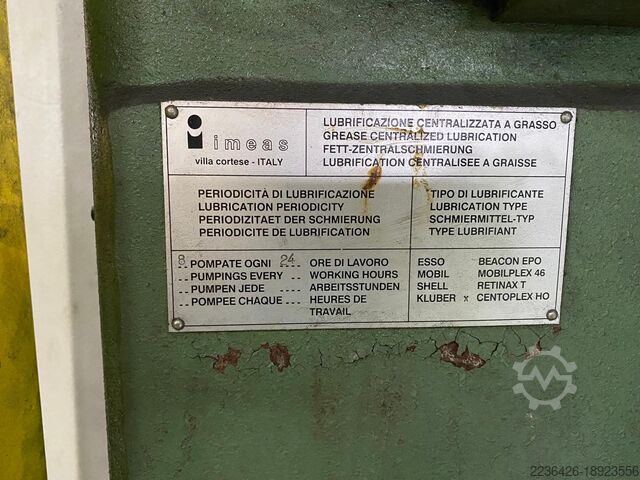 imeas
villa cortese - ITALY
LUBRIFICAZIONE CENTRALIZZATA A GRASSO
GREASE CENTRALIZED LUBRICATION
FETT-ZENTRALSCHMIERUNG
LUBRIFICATION CENTRALISEE A GRAISSE
PERIODICITÀ DI LUBRIFICAZIONE
LUBRICATION PERIODICITY
PERIODIZITAET DER SCHMIERUNG
PERIODICITE DE LUBRIFICATION
TIPO DI LUBRIFICANTE
LUBRICATION TYPE
SCHMIERMITTEL-TYP
TYPE LUBRIFIANT
8 POMPATE OGNI 24 ORE DI LAVORO
PUMPINGS EVERY WORKING HOURS
PUMPEN JEDE ARBEITSSTUNDEN
POMPEE CHAQUE HEURES DE
TRAVAIL
ESSO BEACON EPO
MOBIL MOBILPLEX 46
SHELL RETINAX T
KLUBER x CENTOPLEX HO
2236426-18923556